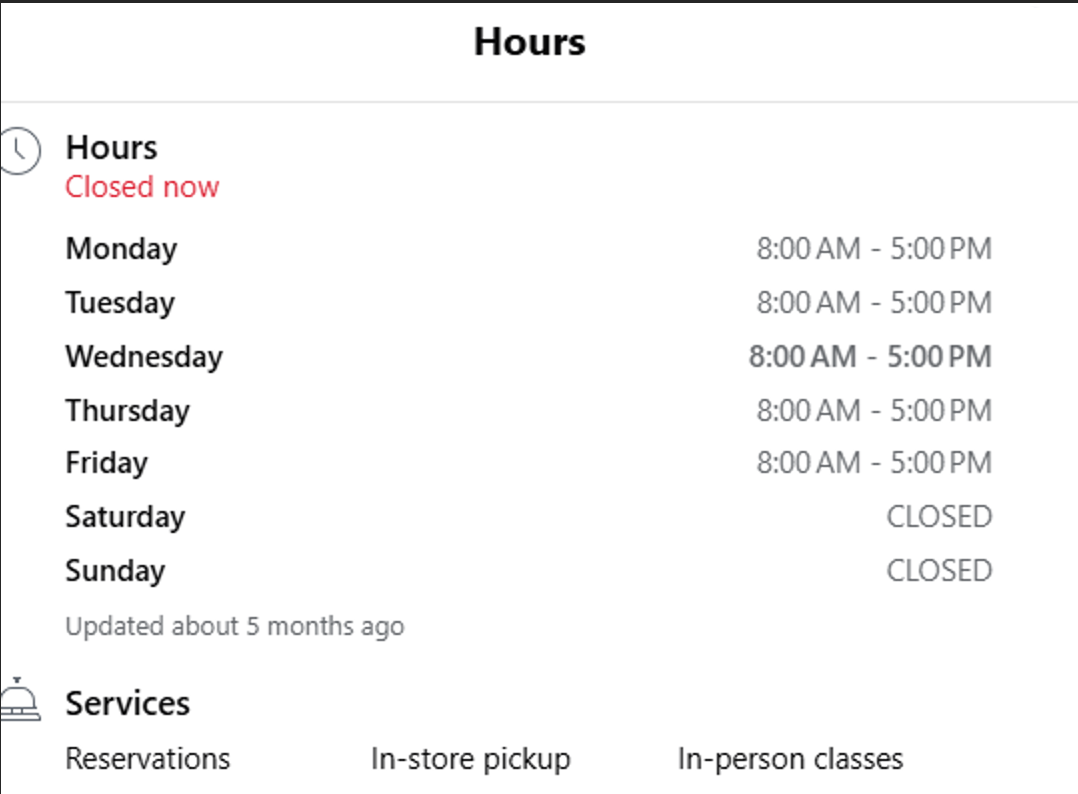 Hours
Hours
Closed now
Monday 8:00 AM - 5:00 PM
Tuesday 8:00 AM - 5:00 PM
Wednesday 8:00 AM - 5:00 PM
Thursday 8:00 AM - 5:00 PM
Friday 8:00 AM - 5:00 PM
Saturday CLOSED
Sunday CLOSED
Updated about 5 months ago
Services
Reservations In-store pickup In-person classes